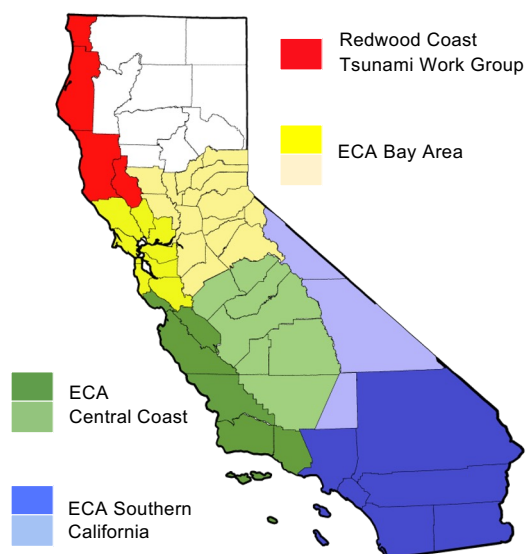 Redwood Coast
Tsunami Work Group
ECA Bay Area
ECA
Central Coast
ECA Southern
California